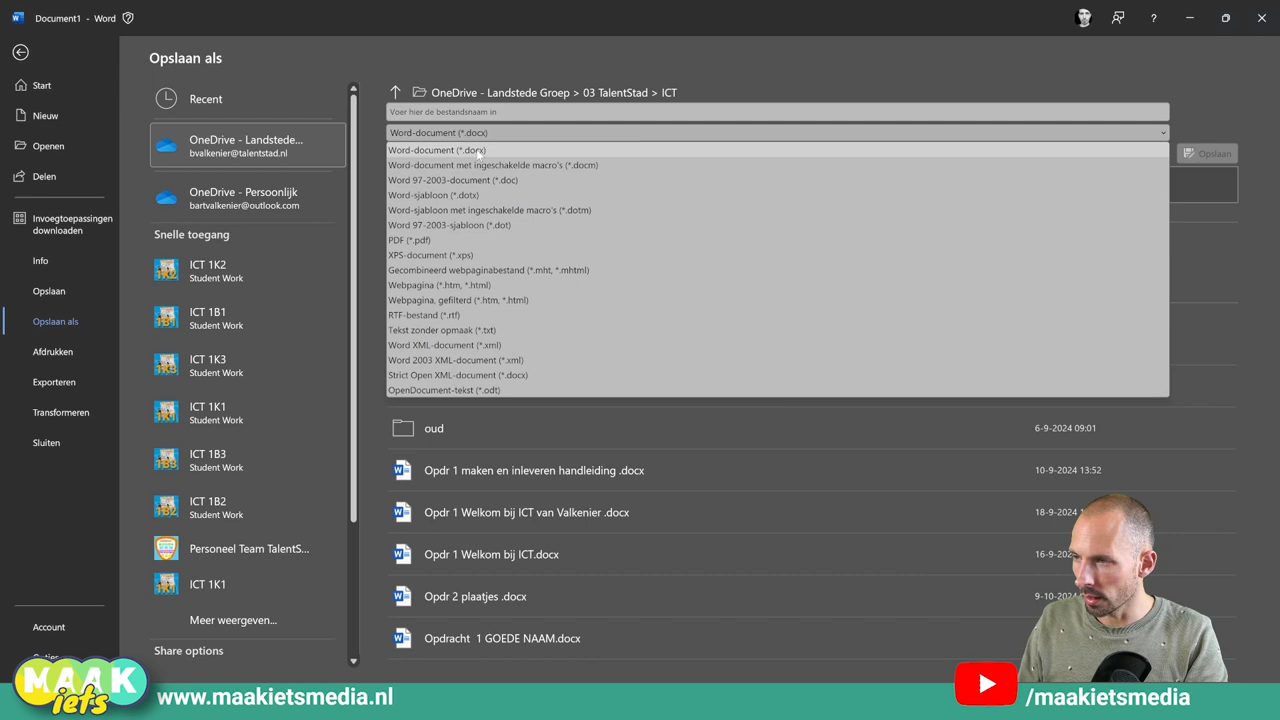 Document1 - Word
?
Opslaan als
Start
Nieuw
Openen
Delen
Invoegtoepassingen
downloaden
Info
Opslaan
Opslaan als
Afdrukken
Exporteren
Transformeren
Sluiten
Account
Recent
OneDrive - Landstede...
bvalkenier@talentstad.nl
OneDrive - Persoonlijk
bartvalkenier@outlook.com
Snelle toegang
ICT 1K2
Student Work
ICT 1B1
Student Work
ICT 1K3
Student Work
ICT 1K1
Student Work
ICT 1B3
Student Work
ICT 1B2
Student Work
Personeel Team TalentS...
ICT 1K1
Meer weergeven...
Share options
OneDrive - Landstede Groep > 03 TalentStad > ICT
Voer hier de bestandsnaam in
Word-document (*.docx)
Word-document (*.docx)
Word-document met ingeschakelde macro's (*.docm)
Word 97-2003-document (*.doc)
Word-sjabloon (*.dotx)
Word-sjabloon met ingeschakelde macro's (*.dotm)
Word 97-2003-sjabloon (*.dot)
PDF (*.pdf)
XPS-document (*.xps)
Gecombineerd webpaginabestand (*.mht, *.mhtml)
Webpagina (*.htm, *.html)
Webpagina, gefilterd (*.htm, *.html)
RTF-bestand (*.rtf)
Tekst zonder opmaak (*.txt)
Word XML-document (*.xml)
Word 2003 XML-document (*.xml)
Strict Open XML-document (*.docx)
OpenDocument-tekst (*.odt)
Opslaan
oud 6-9-2024 09:01
Opdr 1 maken en inleveren handleiding .docx 10-9-2024 13:52
Opdr 1 Welkom bij ICT van Valkenier .docx 18-9-2024
Opdr 1 Welkom bij ICT.docx 16-9-2024
Opdr 2 plaatjes .docx
Opdracht 1 GOEDE NAAM.docx
MAAK
iets
www.maakietsmedia.nl
/maakietsmedia